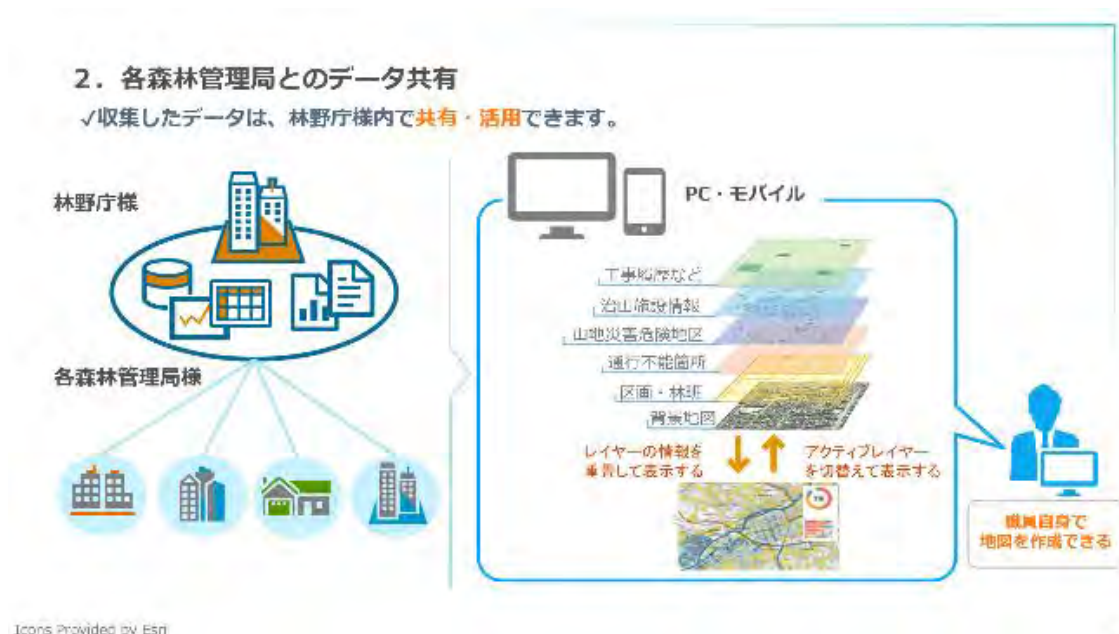 2．各森林管理局とのデータ共有
✓収集したデータは、林野庁様内で共有・活用できます。
林野庁様
各森林管理局様
PC・モバイル
工事履歴など
治山施設情報
山地災害危険地区
通行不能箇所
区画・林班
背景地図
レイヤーの情報を
重畳して表示する
アクティブレイヤー
を切替えて表示する
職員自身で
地図を作成できる
Icons Provided by Esri